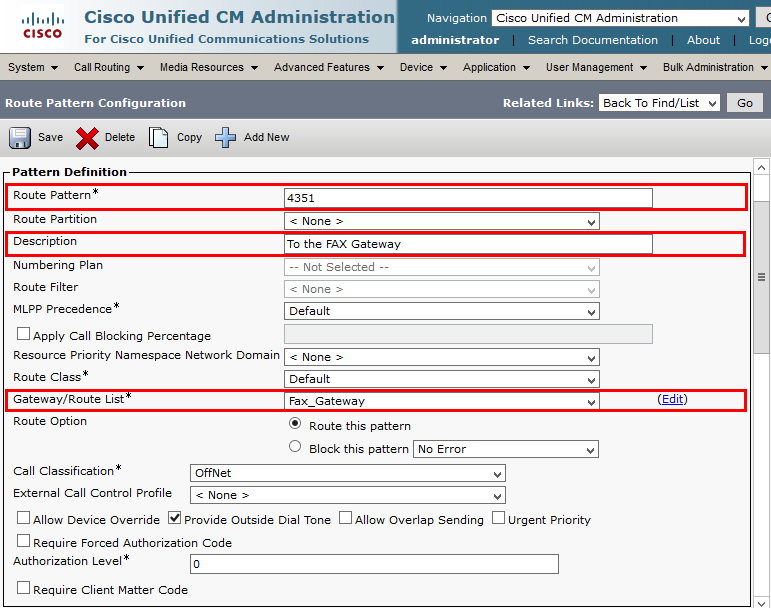 Cisco Unified CM Administration
CISCO
For Cisco Unified Communications Solutions
Navigation Cisco Unified CM Administration
administrator | Search Documentation | About | Log
System Call Routing Media Resources Advanced Features Device Application User Management Bulk Administration
Route Pattern Configuration
Related Links: Back To Find/List Go
Save Delete Copy Add New
Pattern Definition
Route Pattern* 4351
Route Partition < None >
Description To the FAX Gateway
Numbering Plan -- Not Selected --
Route Filter < None >
MLPP Precedence* Default
Apply Call Blocking Percentage
Resource Priority Namespace Network Domain < None >
Route Class* Default
Gateway/Route List* Fax_Gateway (Edit)
Route Option Route this pattern
Block this pattern No Error
Call Classification* OffNet
External Call Control Profile < None >
Allow Device Override Provide Outside Dial Tone Allow Overlap Sending Urgent Priority
Require Forced Authorization Code
Authorization Level* 0
Require Client Matter Code